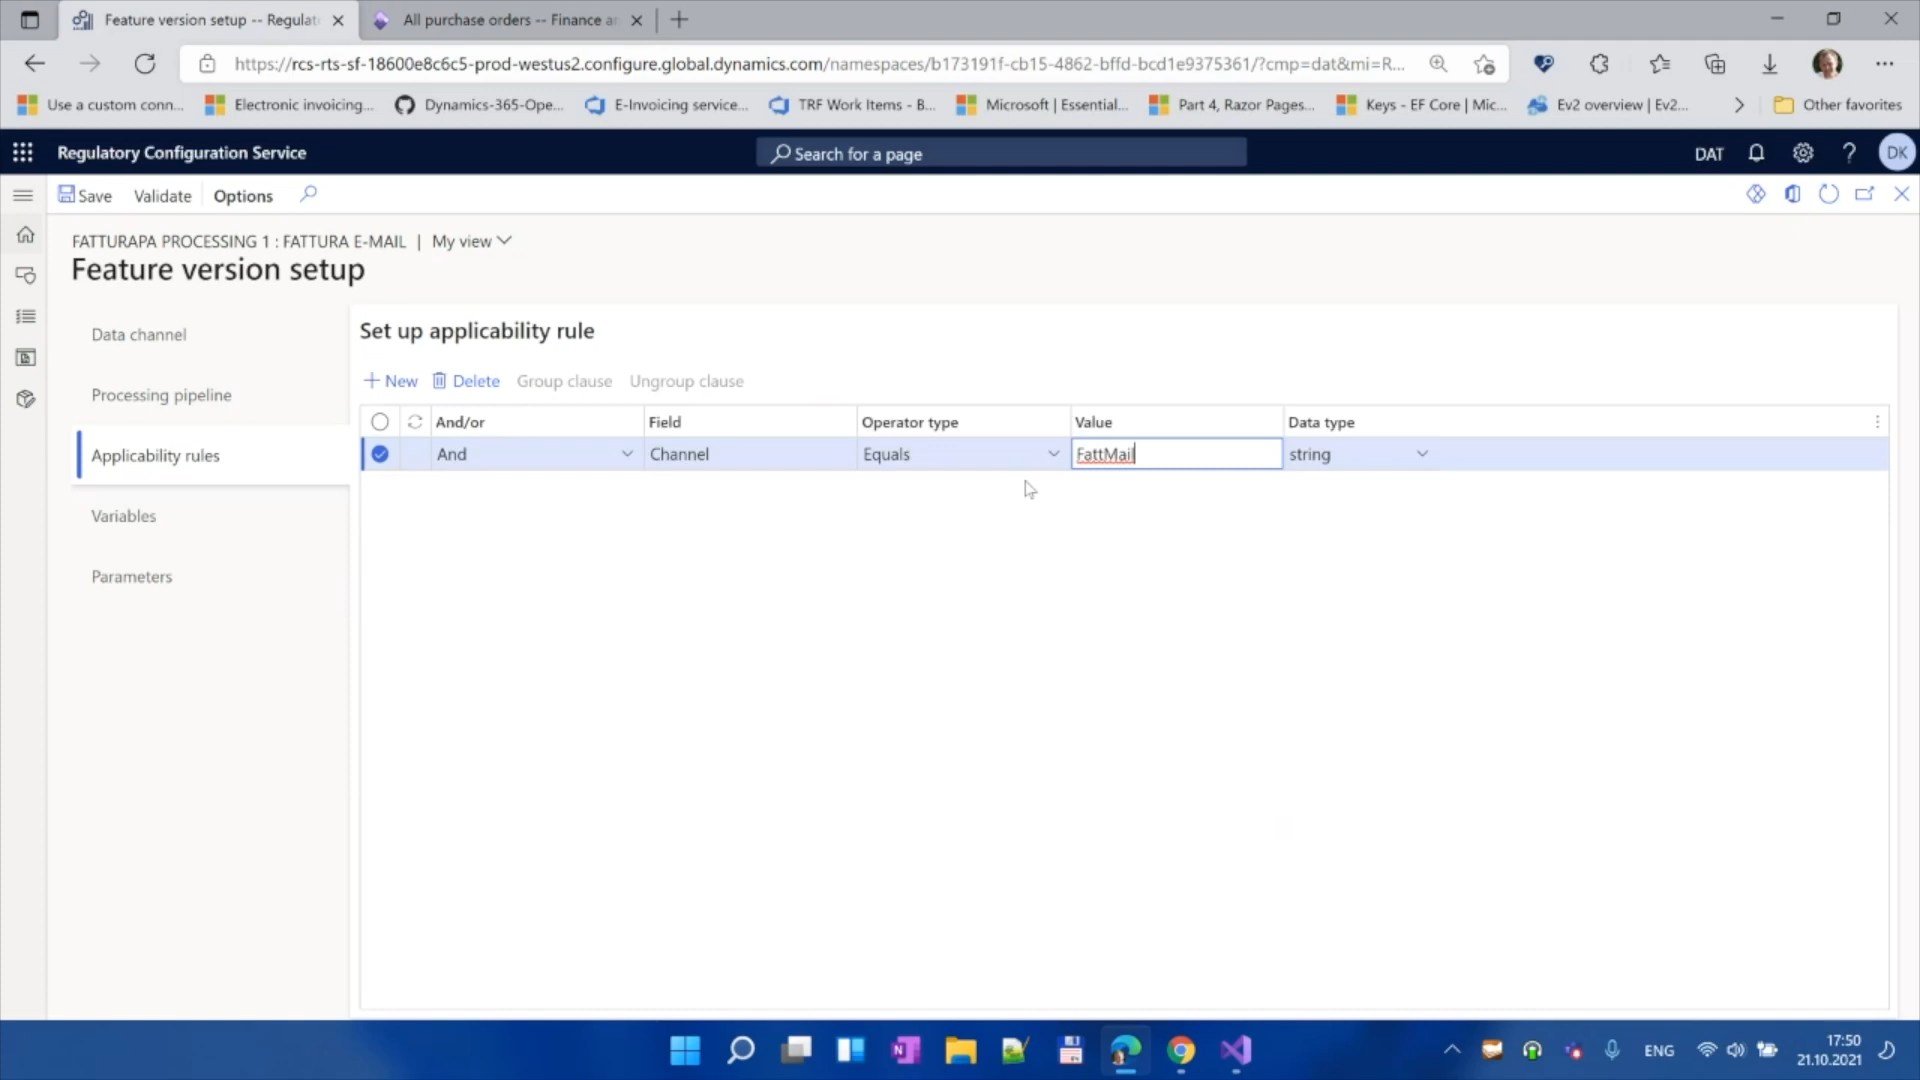 Feature version setup -- Regulat
All purchase orders -- Finance a
https://rcs-rts-sf-18600e8c6c5-prod-westus2.configure.global.dynamics.com/namespaces/b173191f-cb15-4862-bffd-bcd1e9375361/?cmp=dat&mi=R...
Use a custom conn...
Electronic invoicing...
Dynamics-365-Ope...
E-Invoicing service...
TRF Work Items - B...
Microsoft | Essential...
Part 4, Razor Pages...
Keys - EF Core | Mic...
Ev2 overview | Ev2...
Other favorites
Regulatory Configuration Service
Search for a page
DAT
?
DK
Save
Validate
Options
FATTURAPA PROCESSING 1 : FATTURA E-MAIL | My view
Feature version setup
Data channel
Processing pipeline
Applicability rules
Variables
Parameters
Set up applicability rule
New
Delete
Group clause
Ungroup clause
And/or
Field
Operator type
Value
Data type
And
Channel
Equals
FattMail
string
ENG
17:50
21.10.2021